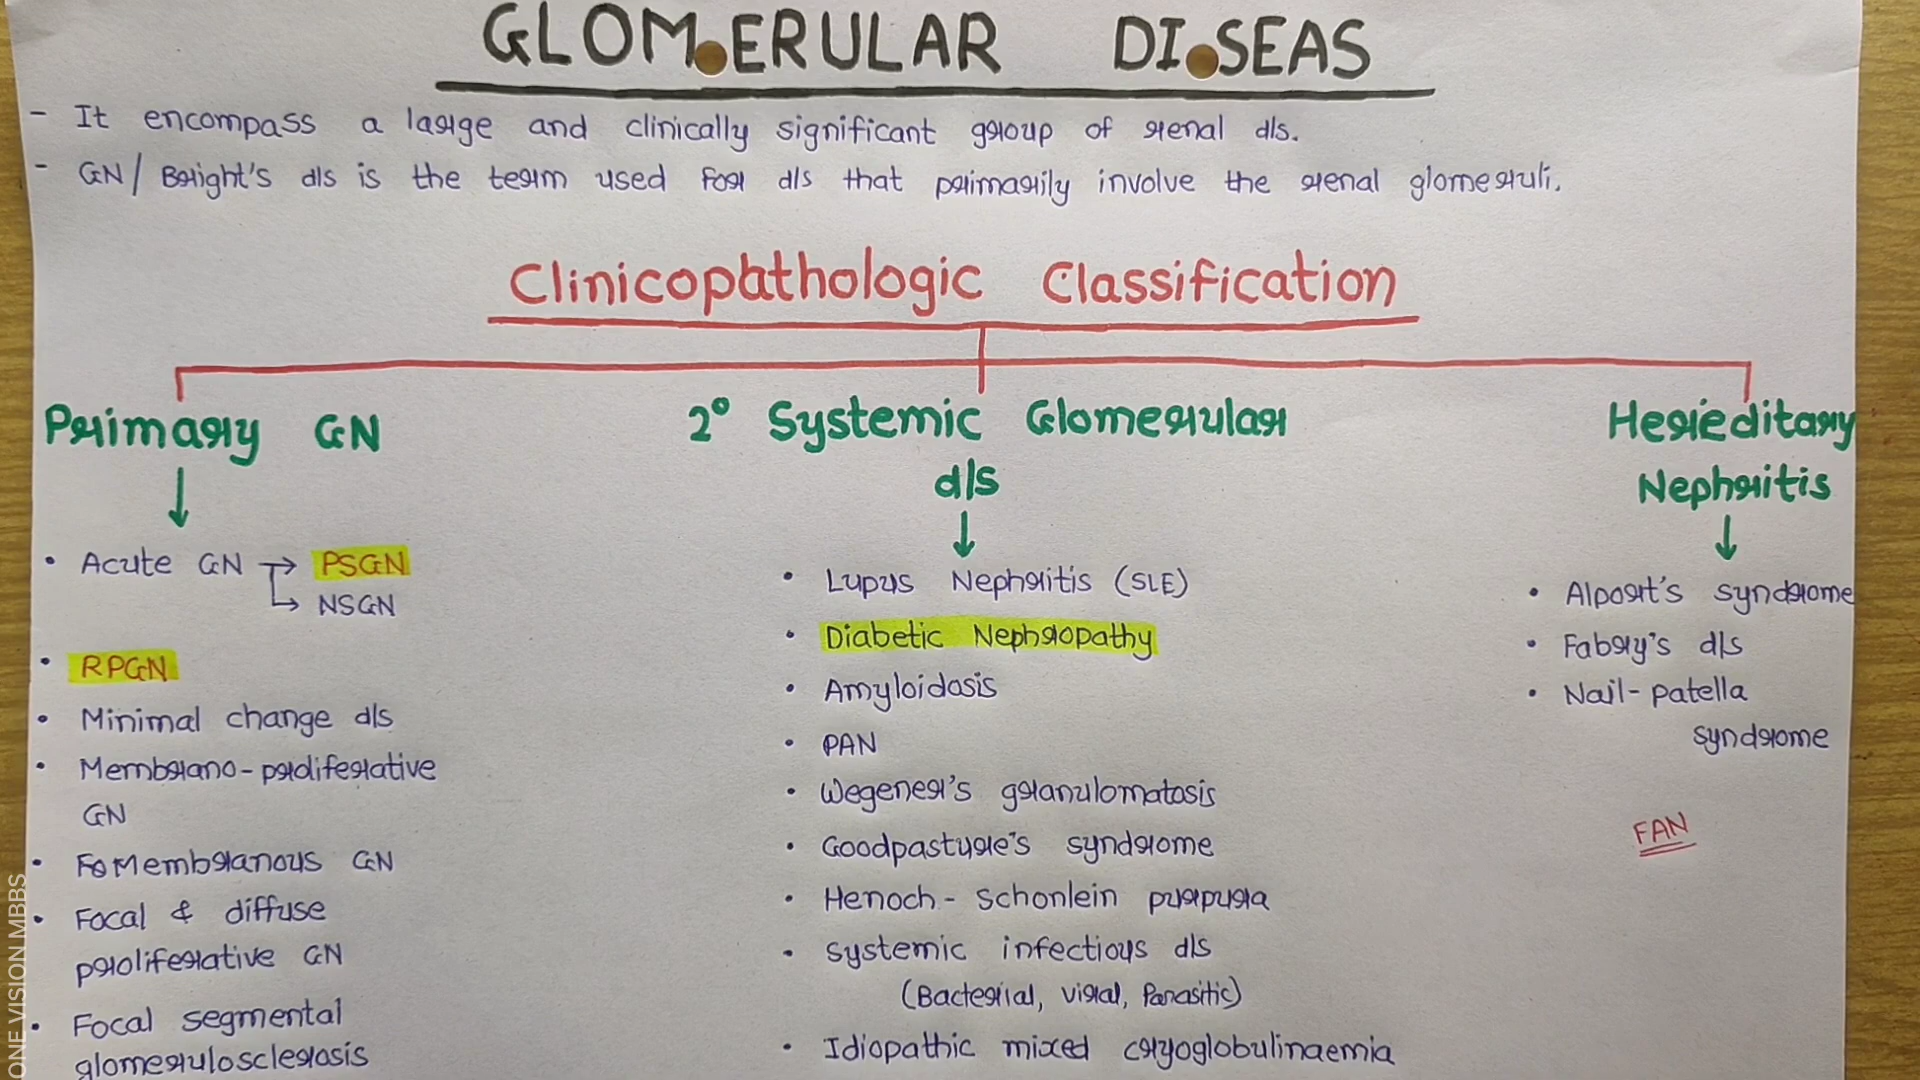 GLOMERULAR DISEAS
- It encompass a large and clinically significant group of renal d/s.
- GN/Bright's d/s is the term used for d/s that primarily involve the renal glomeruli.
Clinicopathologic Classification
Primary GN
↓
• Acute GN → PSGN
↳ NSGN
• RPGN
• Minimal change d/s
• Membrano-proliferative
GN
• Fo Membranous GN
• Focal & diffuse
proliferative GN
• Focal segmental
glomerulosclerosis
2° Systemic Glomerular
d/s
↓
• Lupus Nephritis (SLE)
• Diabetic Nephropathy
• Amyloidosis
• PAN
• Wegener's granulomatosis
• Goodpasture's syndrome
• Henoch-Schonlein purpura
• Systemic infectious d/s
(Bacterial, viral, Parasitic)
• Idiopathic mixed cryoglobulinaemia
Herieditary
Nephritis
↓
• Alport's syndrome
• Fabry's d/s
• Nail-patella
syndrome
FAN
ONE VISION MBBS